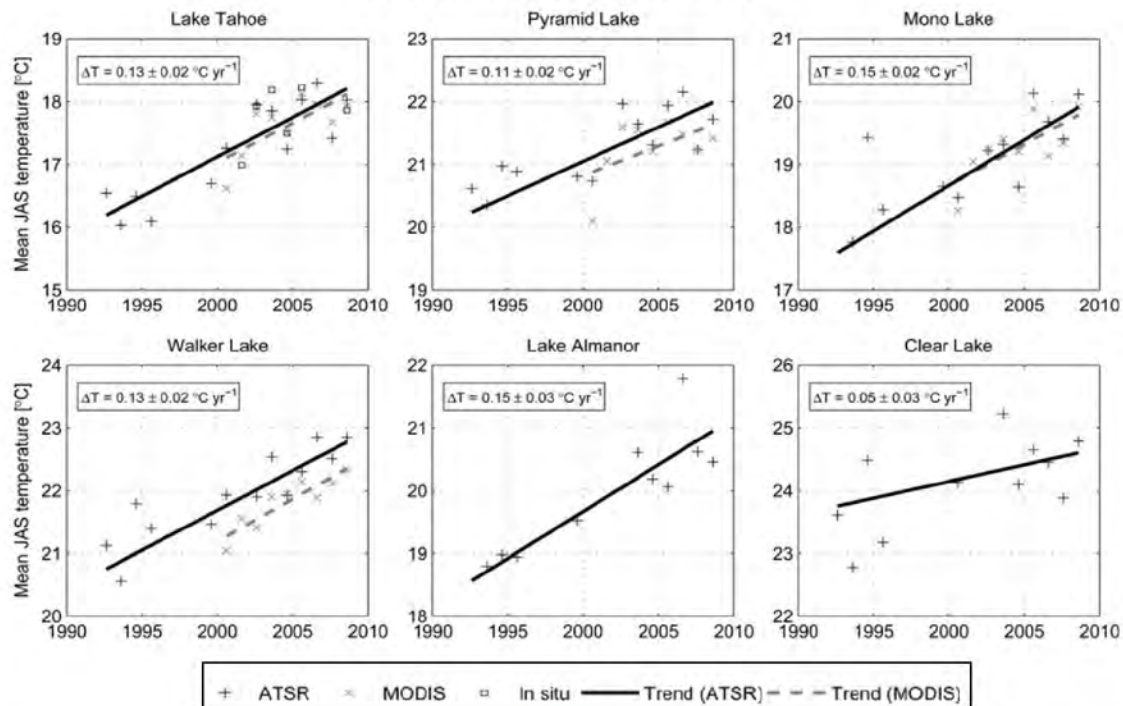 Lake Tahoe
Pyramid Lake
Mono Lake
Mean JAS temperature [°C]
ΔT = 0.13 ± 0.02 °C yr⁻¹
ΔT = 0.11 ± 0.02 °C yr⁻¹
ΔT = 0.15 ± 0.02 °C yr⁻¹
19
18
17
16
15
23
22
21
20
19
21
20
19
18
17
1990 1995 2000 2005 2010
1990 1995 2000 2005 2010
1990 1995 2000 2005 2010
Walker Lake
Lake Almanor
Clear Lake
Mean JAS temperature [°C]
ΔT = 0.13 ± 0.02 °C yr⁻¹
ΔT = 0.15 ± 0.03 °C yr⁻¹
ΔT = 0.05 ± 0.03 °C yr⁻¹
24
23
22
21
20
22
21
20
19
18
26
25
24
23
22
1990 1995 2000 2005 2010
1990 1995 2000 2005 2010
1990 1995 2000 2005 2010
ATSR MODIS In situ Trend (ATSR) Trend (MODIS)